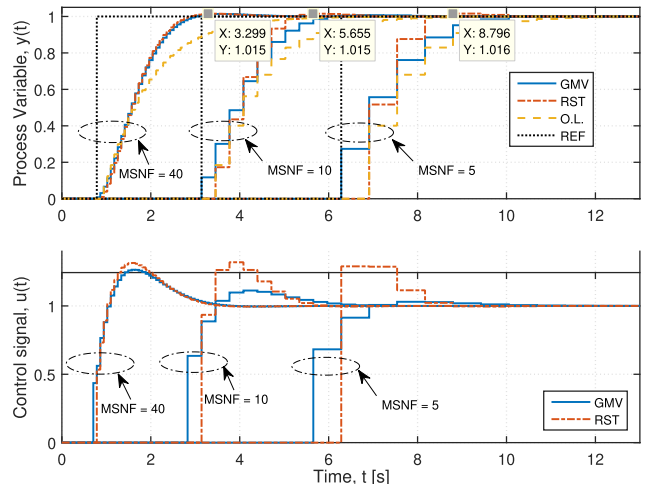 Process Variable, y(t)
1
0.8
0.6
0.4
0.2
0
X: 3.299
Y: 1.015
X: 5.655
Y: 1.015
X: 8.796
Y: 1.016
GMV
RST
O.L.
REF
MSNF = 40
MSNF = 10
MSNF = 5
0 2 4 6 8 10 12
Control signal, u(t)
1
0.5
0
MSNF = 40
MSNF = 10
MSNF = 5
GMV
RST
0 2 4 6 8 10 12
Time, t [s]